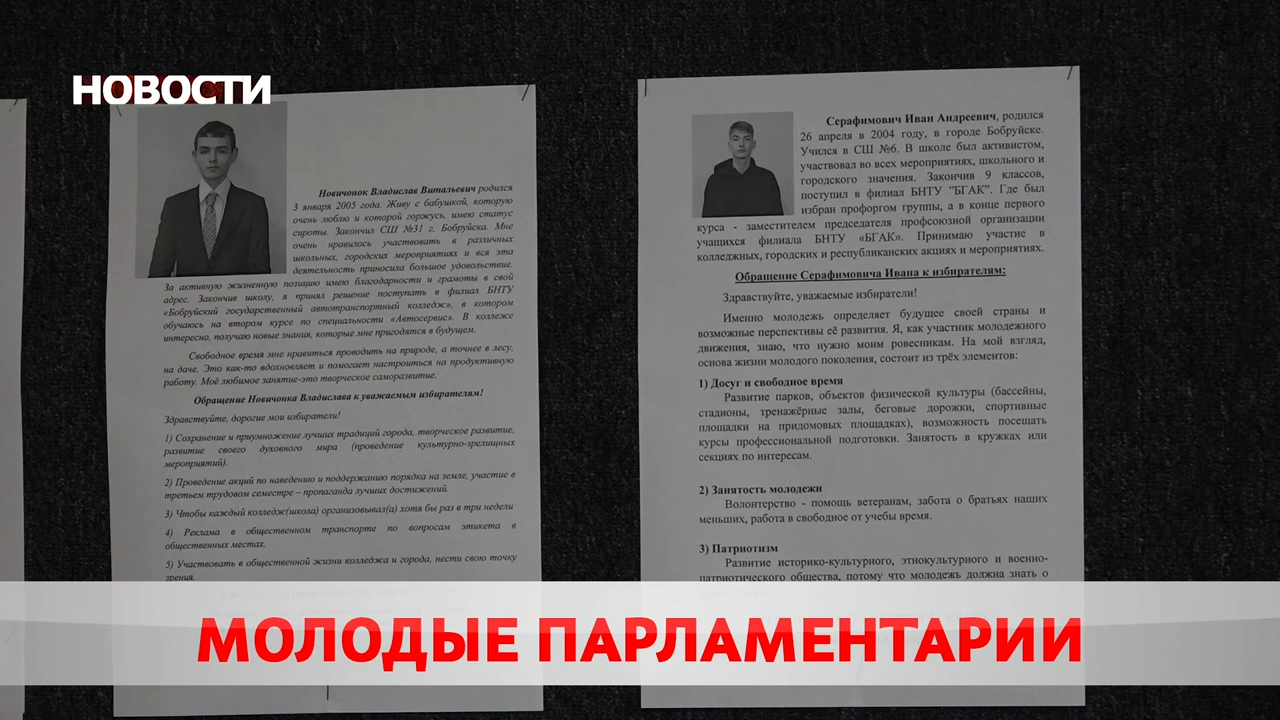 НОВОСТИ
Новичонок Владислав Витальевич родился
3 января 2005 года. Живу с бабушкой, которую
очень люблю и которой горжусь, имею статус
сироты. Закончил СШ №31 г. Бобруйска. Мне
очень нравилось участвовать в различных
школьных, городских мероприятиях и вся эта
деятельность приносила большое удовольствие.
За активную жизненную позицию имею благодарности и грамоты в свой
адрес. Закончив школу, я принял решение поступать в филиал БНТУ
«Бобруйский государственный автотранспортный колледж», в котором
обучаюсь на втором курсе по специальности «Автосервис». В коллеже
интересно, получаю новые знания, которые мне пригодятся в будущем.
Свободное время мне нравиться проводить на природе, а точнее в лесу,
на даче. Это как-то вдохновляет и помогает настроиться на продуктивную
работу. Моё любимое занятие-это творческое саморазвитие.
Обращение Новичонка Владислава к уважаемым избирателям!
Здравствуйте, дорогие мои избиратели!
1) Сохранение и приумножение лучших традиций города, творческое развитие,
развитие своего духовного мира (проведение культурно-зрелищных
мероприятий).
2) Проведение акций по наведению и поддержанию порядка на земле, участие в
третьем трудовом семестре – пропаганда лучших достижений.
3) Чтобы каждый колледж(школа) организовывал(а) хотя бы раз в три недели
4) Реклама в общественном транспорте по вопросам этикета в
общественных местах.
5) Участвовать в общественной жизни колледжа и города, нести свою точку
зрения.
Серафимович Иван Андреевич, родился
26 апреля в 2004 году, в городе Бобруйске.
Учился в СШ №6. В школе был активистом,
участвовал во всех мероприятиях, школьного и
городского значения. Закончив 9 классов,
поступил в филиал БНТУ "БГАК". Где был
избран профоргом группы, а в конце первого
курса - заместителем председателя профсоюзной организации
учащихся филиала БНТУ «БГАК». Принимаю участие в
колледжных, городских и республиканских акциях и мероприятиях.
Обращение Серафимовича Ивана к избирателям:
Здравствуйте, уважаемые избиратели!
Именно молодежь определяет будущее своей страны и
возможные перспективы её развития. Я, как участник молодежного
движения, знаю, что нужно моим ровесникам. На мой взгляд,
основа жизни молодого поколения, состоит из трёх элементов:
1) Досуг и свободное время
Развитие парков, объектов физической культуры (бассейны,
стадионы, тренажёрные залы, беговые дорожки, спортивные
площадки на придомовых площадках), возможность посещать
курсы профессиональной подготовки. Занятость в кружках или
секциях по интересам.
2) Занятость молодежи
Волонтерство - помощь ветеранам, забота о братьях наших
меньших, работа в свободное от учебы время.
3) Патриотизм
Развитие историко-культурного, этнокультурного и военно-
патриотического общества, потому что молодежь должна знать о
МОЛОДЫЕ ПАРЛАМЕНТАРИИ